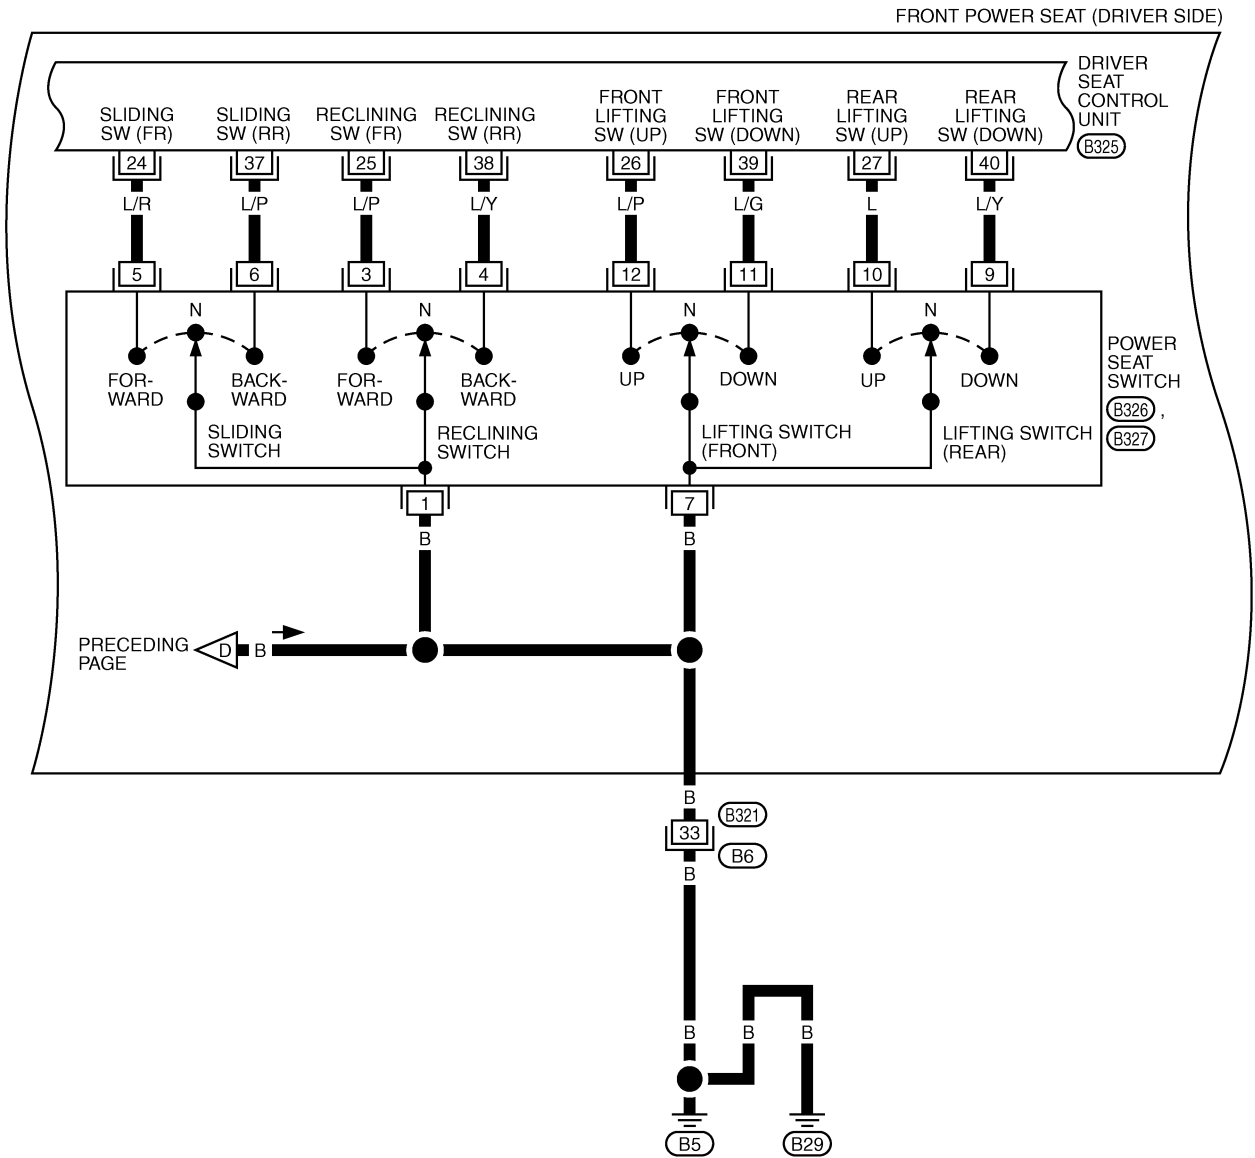 FRONT POWER SEAT (DRIVER SIDE)
DRIVER
SEAT
CONTROL
UNIT
B325
SLIDING
SW (FR)
SLIDING
SW (RR)
RECLINING
SW (FR)
RECLINING
SW (RR)
FRONT
LIFTING
SW (UP)
FRONT
LIFTING
SW (DOWN)
REAR
LIFTING
SW (UP)
REAR
LIFTING
SW (DOWN)
24 37 25 38 26 39 27 40
L/R L/P L/P L/Y L/P L/G L L/Y
5 6 3 4 12 11 10 9
N N N N
FOR-
WARD
BACK-
WARD
FOR-
WARD
BACK-
WARD
UP DOWN UP DOWN
SLIDING
SWITCH
RECLINING
SWITCH
LIFTING SWITCH
(FRONT)
LIFTING SWITCH
(REAR)
POWER
SEAT
SWITCH
B326 ,
B327
1 7
B B
PRECEDING
PAGE
D B
B
33
B321
B6
B
B B B
B5 B29